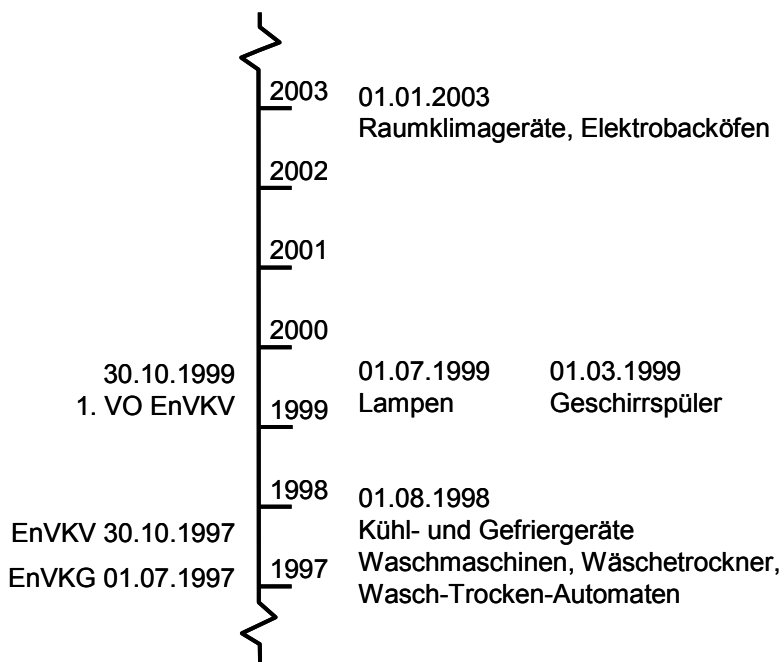 2003
01.01.2003
Raumklimageräte, Elektrobacköfen
2002
2001
2000
30.10.1999
1. VO EnVKV
01.07.1999
Lampen
01.03.1999
Geschirrspüler
1999
1998
01.08.1998
Kühl- und Gefriergeräte
Waschmaschinen, Wäschetrockner,
Wasch-Trocken-Automaten
EnVKV 30.10.1997
EnVKG 01.07.1997
1997